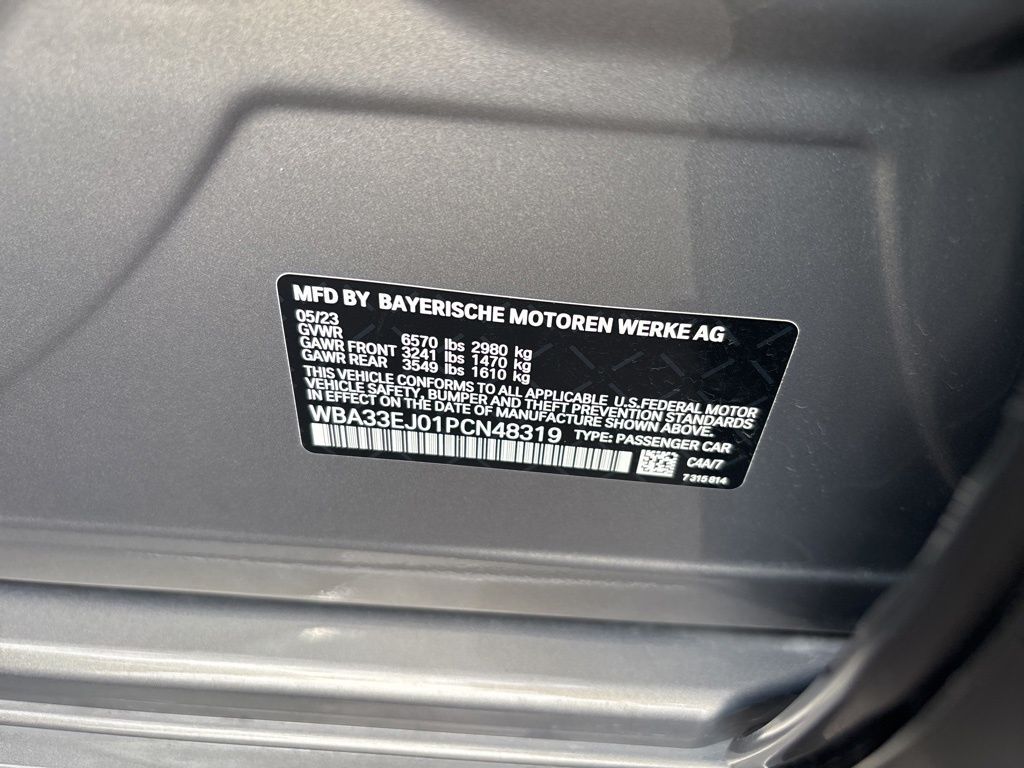 MFD BY BAYERISCHE MOTOREN WERKE AG
05/23
GVWR 6570 lbs 2980 kg
GAWR FRONT 3241 lbs 1470 kg
GAWR REAR 3549 lbs 1610 kg
THIS VEHICLE CONFORMS TO ALL APPLICABLE U.S.FEDERAL MOTOR
VEHICLE SAFETY, BUMPER AND THEFT PREVENTION STANDARDS
IN EFFECT ON THE DATE OF MANUFACTURE SHOWN ABOVE.
WBA33EJ01PCN48319 TYPE: PASSENGER CAR
C4A/7
7 315 814